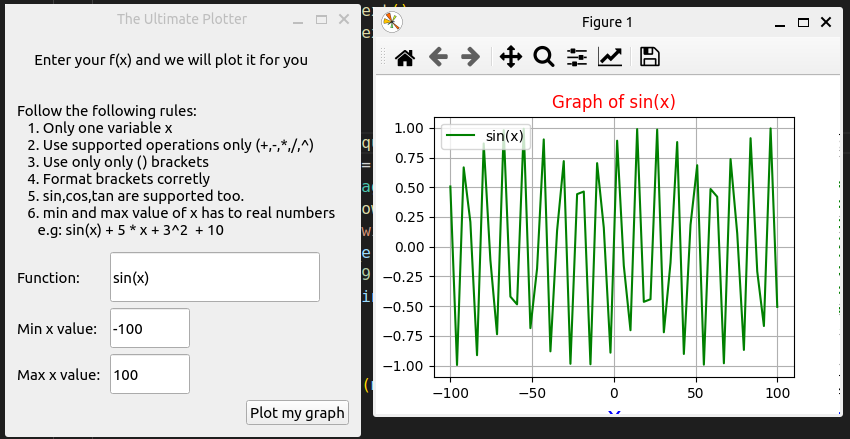 The Ultimate Plotter
Enter your f(x) and we will plot it for you
Follow the following rules:
1. Only one variable x
2. Use supported operations only (+,-,*,/,^)
3. Use only only () brackets
4. Format brackets corretly
5. sin,cos,tan are supported too.
6. min and max value of x has to real numbers
e.g: sin(x) + 5 * x + 3^2 + 10
Function:
sin(x)
Min x value:
-100
Max x value:
100
Plot my graph
Figure 1
Graph of sin(x)
sin(x)
1.00
0.75
0.50
0.25
0.00
−0.25
−0.50
−0.75
−1.00
−100
−50
0
50
100